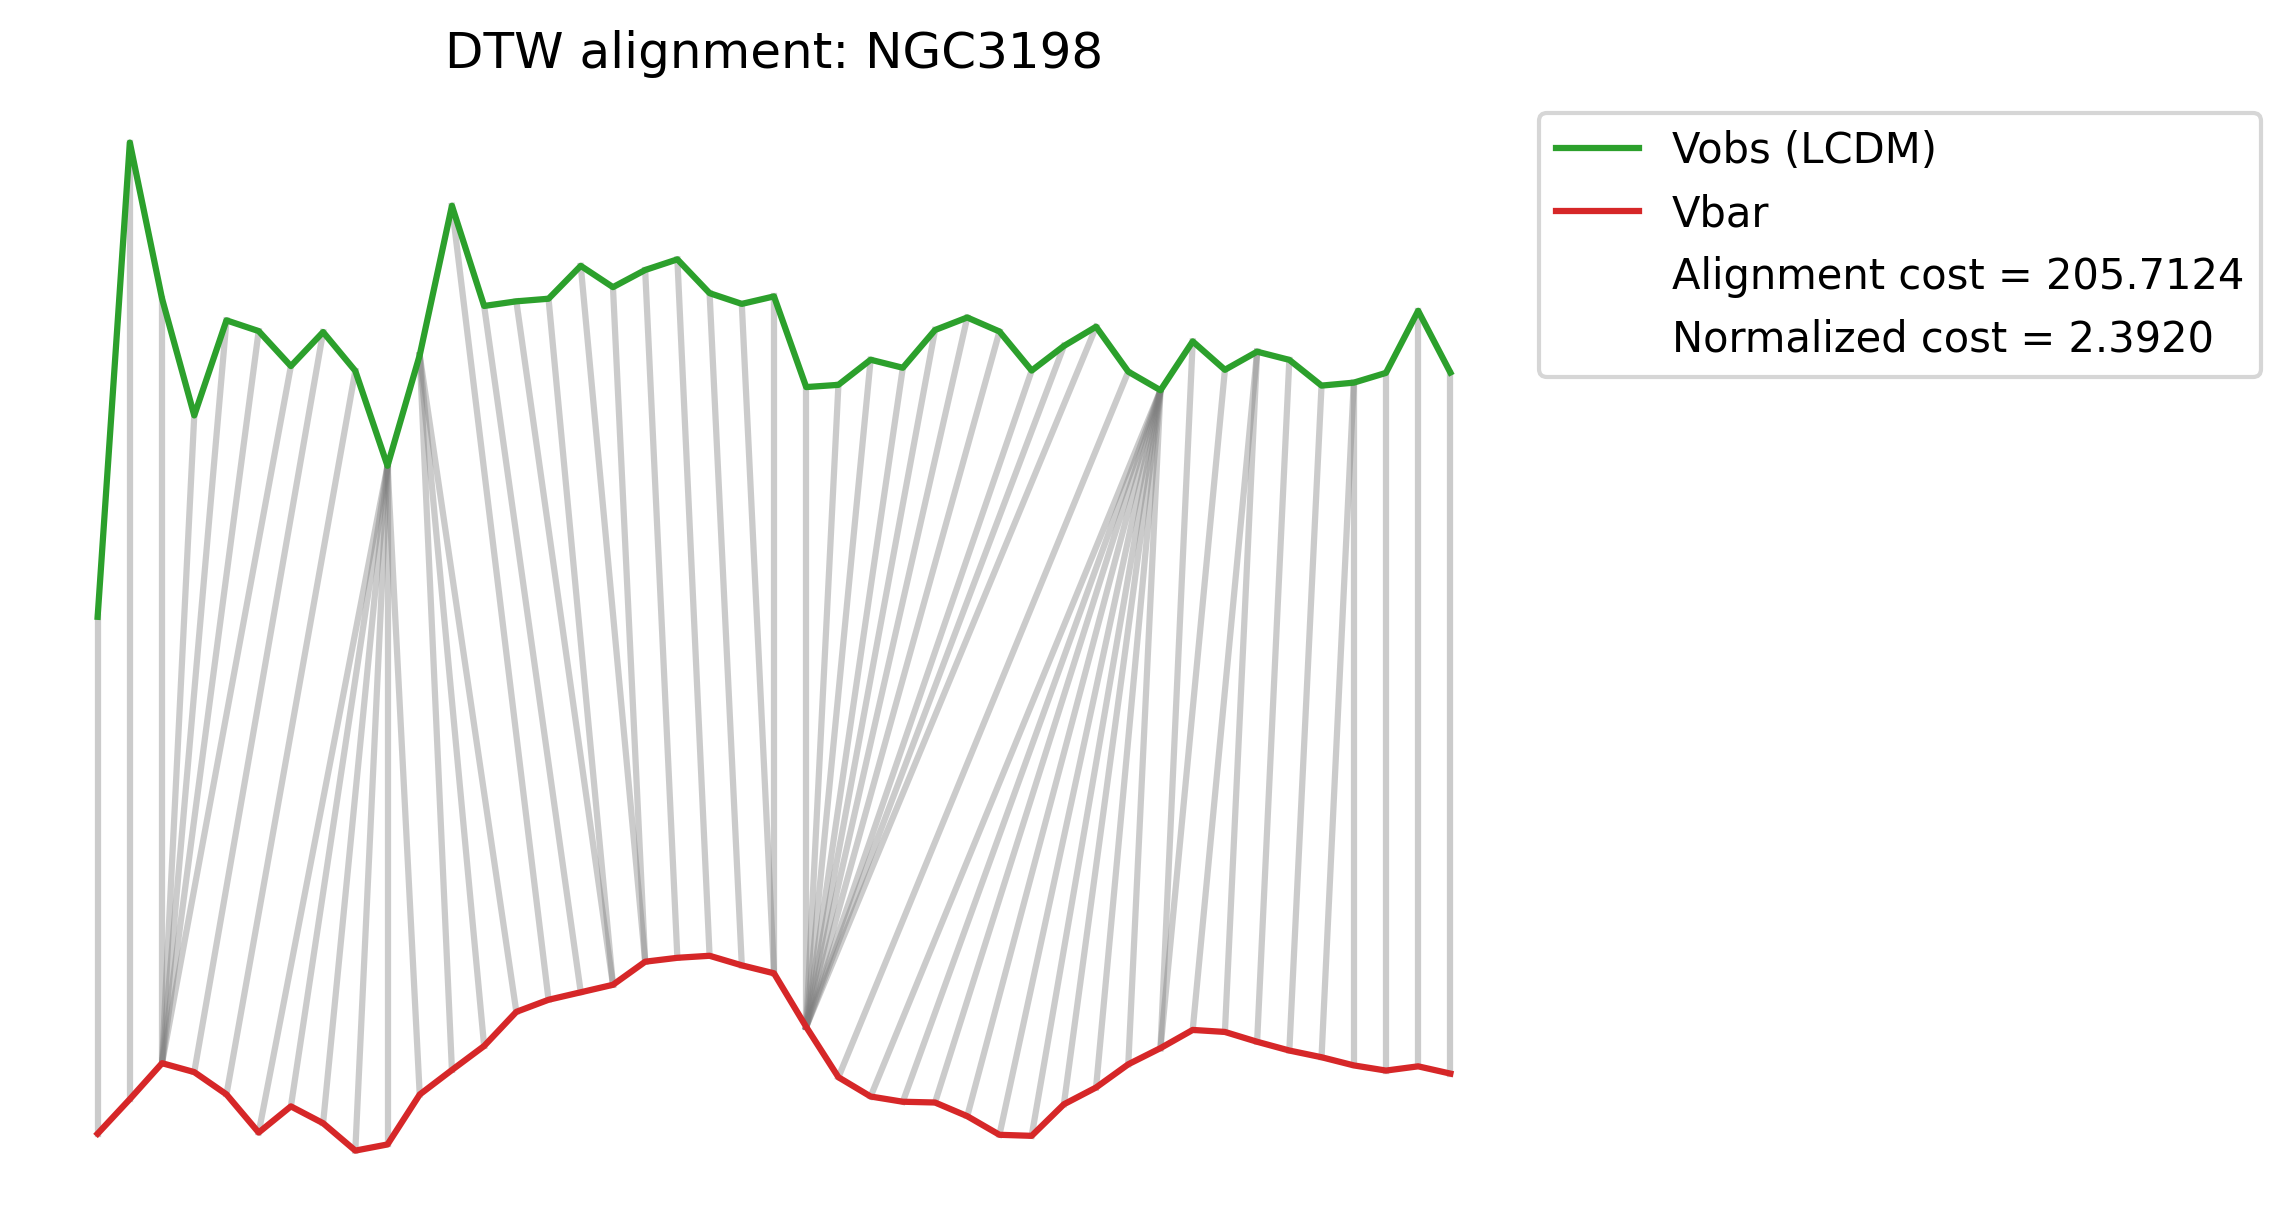 DTW alignment: NGC3198
Vobs (LCDM)
Vbar
Alignment cost = 205.7124
Normalized cost = 2.3920